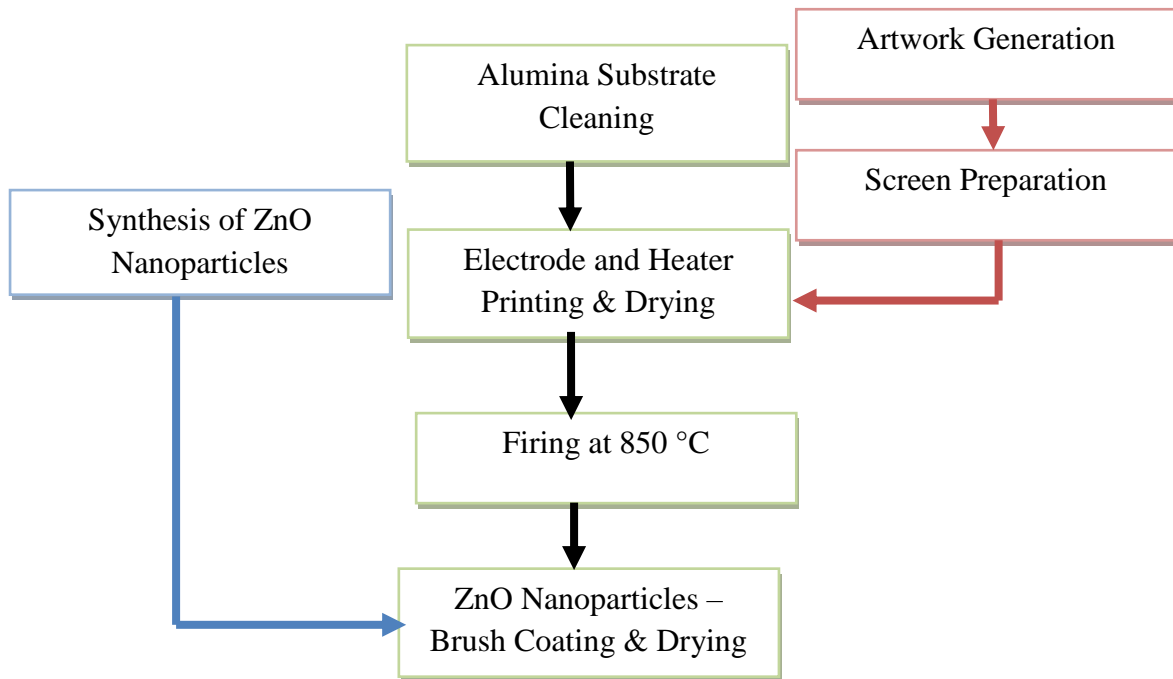 Artwork Generation
Alumina Substrate
Cleaning
Screen Preparation
Synthesis of ZnO
Nanoparticles
Electrode and Heater
Printing & Drying
Firing at 850 °C
ZnO Nanoparticles –
Brush Coating & Drying